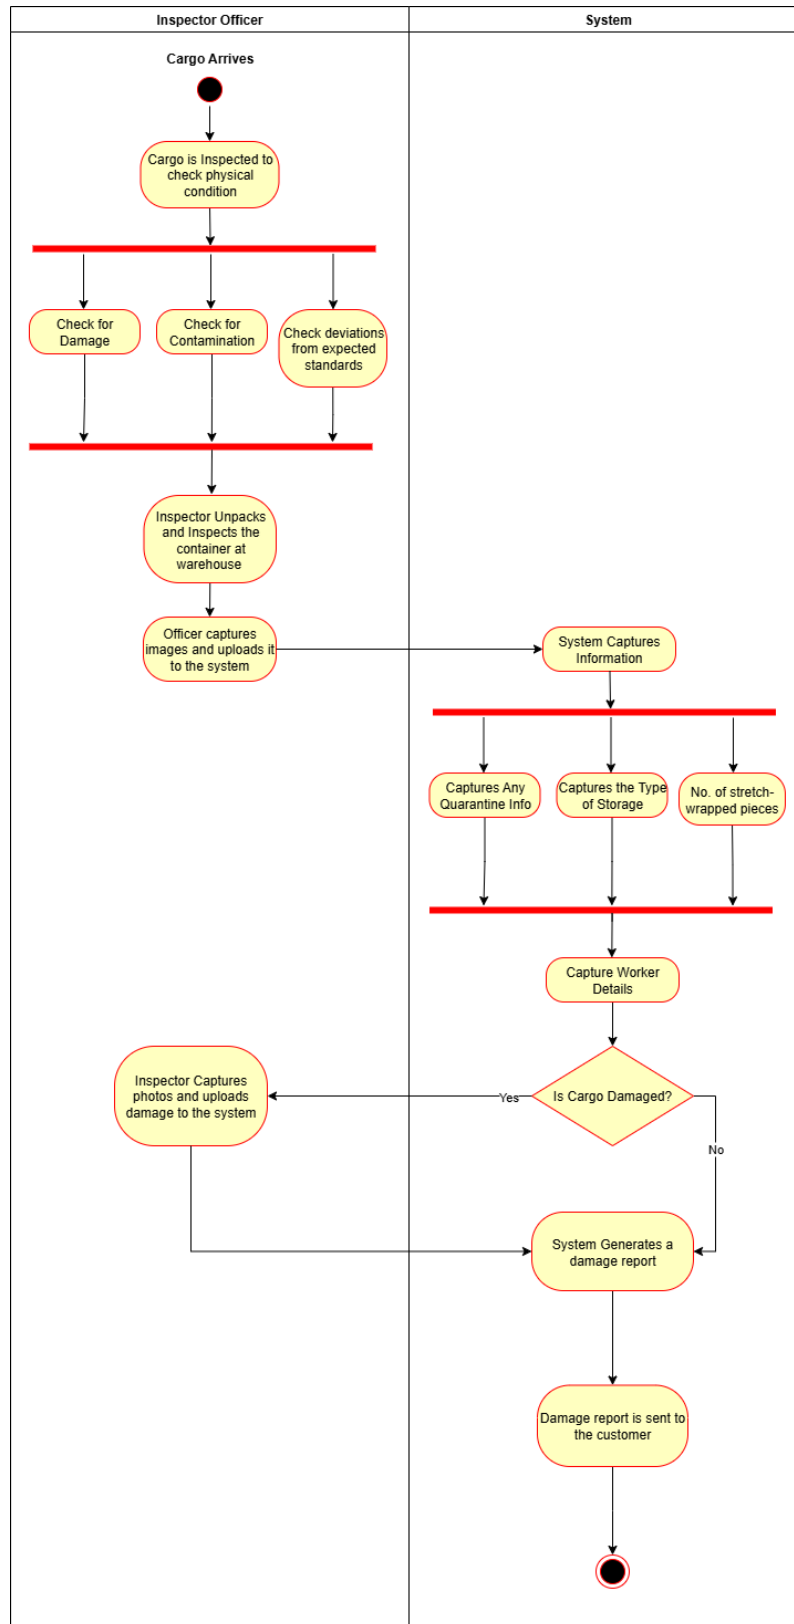 Inspector Officer
System
Cargo Arrives
Cargo is Inspected to
check physical
condition
Check for
Damage
Check for
Contamination
Check deviations
from expected
standards
Inspector Unpacks
and Inspects the
container at
warehouse
Officer captures
images and uploads it
to the system
System Captures
Information
Captures Any
Quarantine Info
Captures the Type
of Storage
No. of stretch-
wrapped pieces
Capture Worker
Details
Is Cargo Damaged?
Yes
No
Inspector Captures
photos and uploads
damage to the system
System Generates a
damage report
Damage report is sent to
the customer